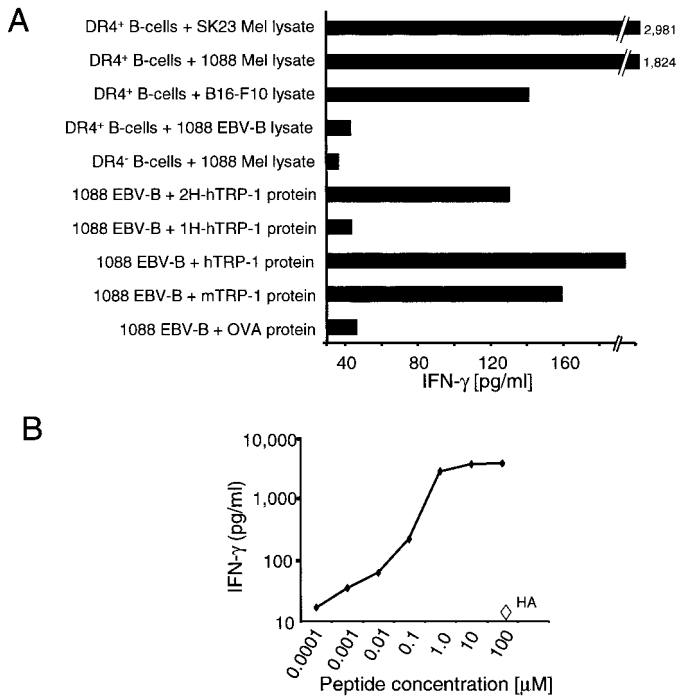 A
DR4⁺ B-cells + SK23 Mel lysate
2,981
DR4⁺ B-cells + 1088 Mel lysate
1,824
DR4⁺ B-cells + B16-F10 lysate
DR4⁺ B-cells + 1088 EBV-B lysate
DR4⁻ B-cells + 1088 Mel lysate
1088 EBV-B + 2H-hTRP-1 protein
1088 EBV-B + 1H-hTRP-1 protein
1088 EBV-B + hTRP-1 protein
1088 EBV-B + mTRP-1 protein
1088 EBV-B + OVA protein
40 80 120 160
IFN-γ [pg/ml]
B
10,000
1,000
100
10
IFN-γ (pg/ml)
HA
0.0001 0.001 0.01 0.1 1.0 10 100
Peptide concentration [μM]